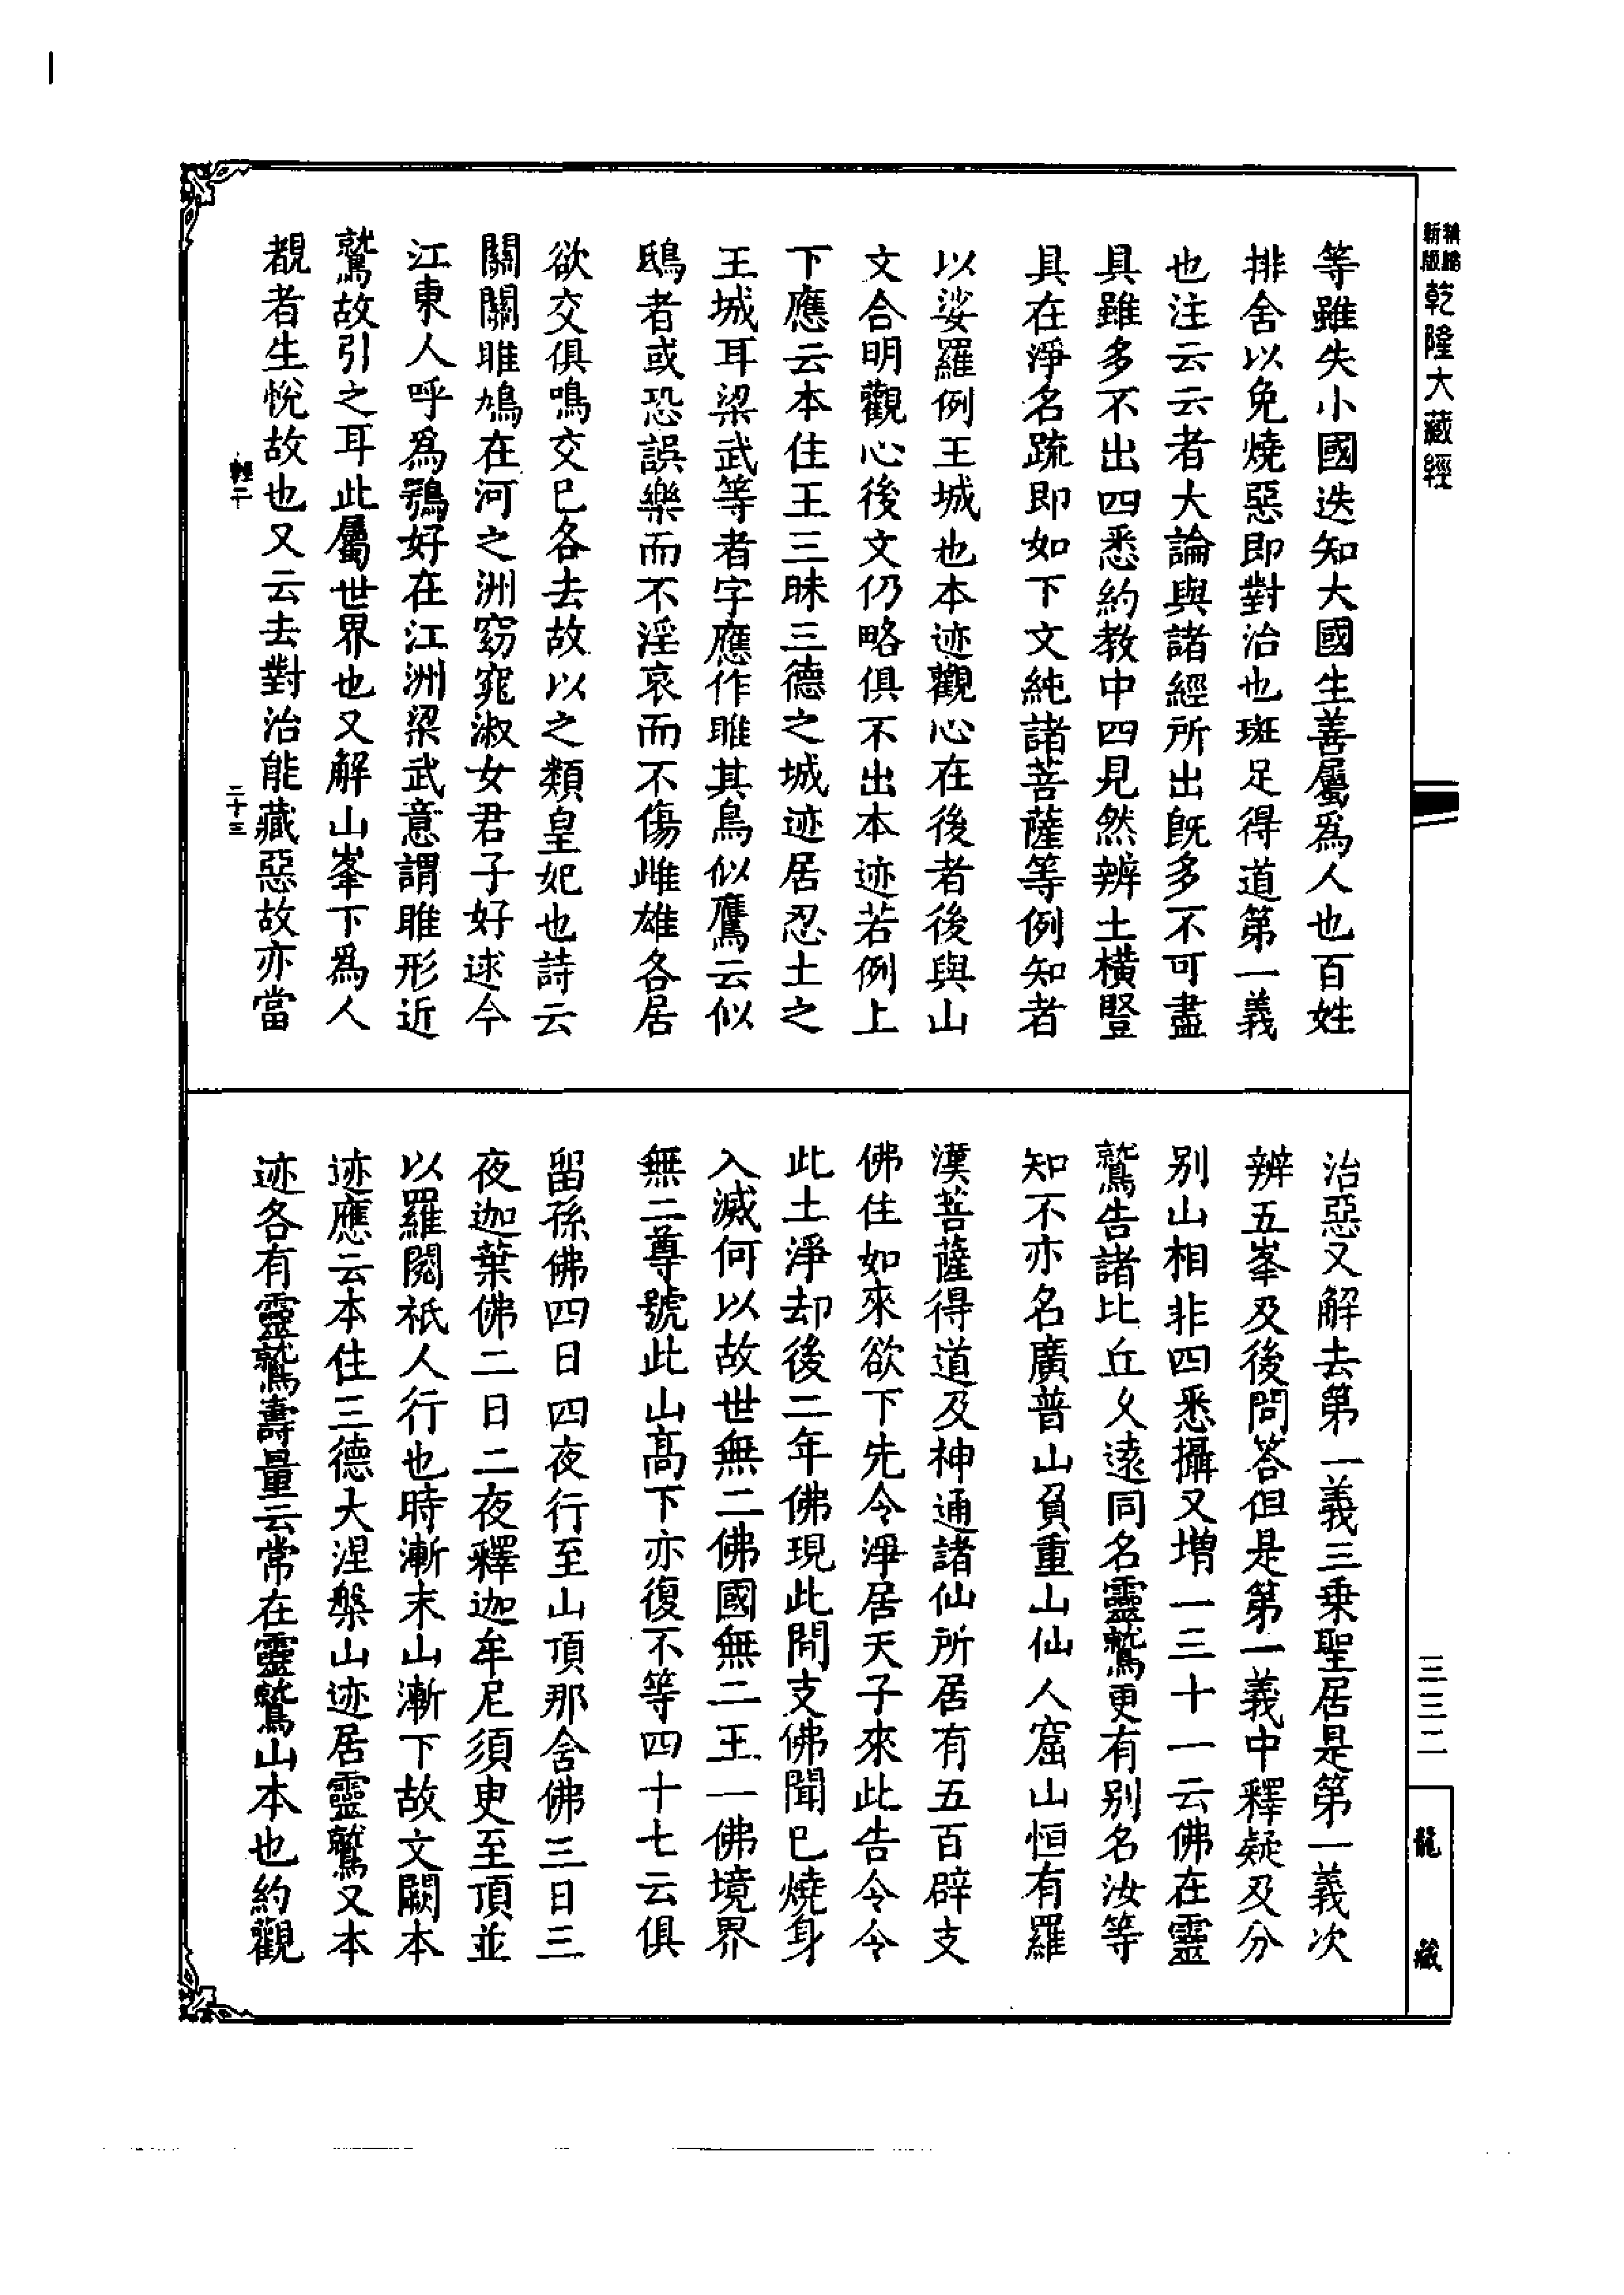 新版
乾隆大藏經
等雖失小國迭知大國生善屬為人也百姓
排舍以免燒惡即對治也斑足得道第一義
也注云云者大論與諸經所出既多不可盡
具雖多不出四悉約教中四見然辨土橫豎
具在淨名疏即如下文純諸菩薩等例知者
以娑羅例王城也本迹觀心在後者後與山
文合明觀心後文仍略俱不出本迹若例上
下應云本住王三昧三德之城迹居忍土之
王城耳梁武等者字應作雎其鳥似鷹云似
鴟者或恐誤樂而不淫哀而不傷雌雄各居
欲交俱鳴交已各去故以之類皇妃也詩云
關關雎鳩在河之洲窈窕淑女君子好逑今
江東人呼為鶚好在江洲梁武意謂雎形近
鷲故引之耳此屬世界也又解山峯下為人
覩者生悅故也又云去對治能藏惡故亦當
二十三
治惡又解去第一義三乘聖居是第一義次
辨五峯及後問答但是第一義中釋疑及分
別山相非四悉攝又增一三十一云佛在靈
鷲告諸比丘久遠同名靈鷲更有別名汝等
知不亦名廣普山負重山仙人窟山恒有羅
漢菩薩得道及神通諸仙所居有五百辟支
佛住如來欲下先令淨居天子來此告令令
此土淨却後二年佛現此間支佛聞已燒身
入滅何以故世無二佛國無二王一佛境界
無二尊號此山高下亦復不等四十七云俱
留孫佛四日四夜行至山頂那舍佛三日三
夜迦葉佛二日二夜釋迦牟尼須臾至頂並
以羅閱祇人行也時漸末山漸下故文闕本
迹應云本住三德大涅槃山迹居靈鷲又本
迹各有靈鷲壽量云常在靈鷲山本也約觀
三三二
龍藏